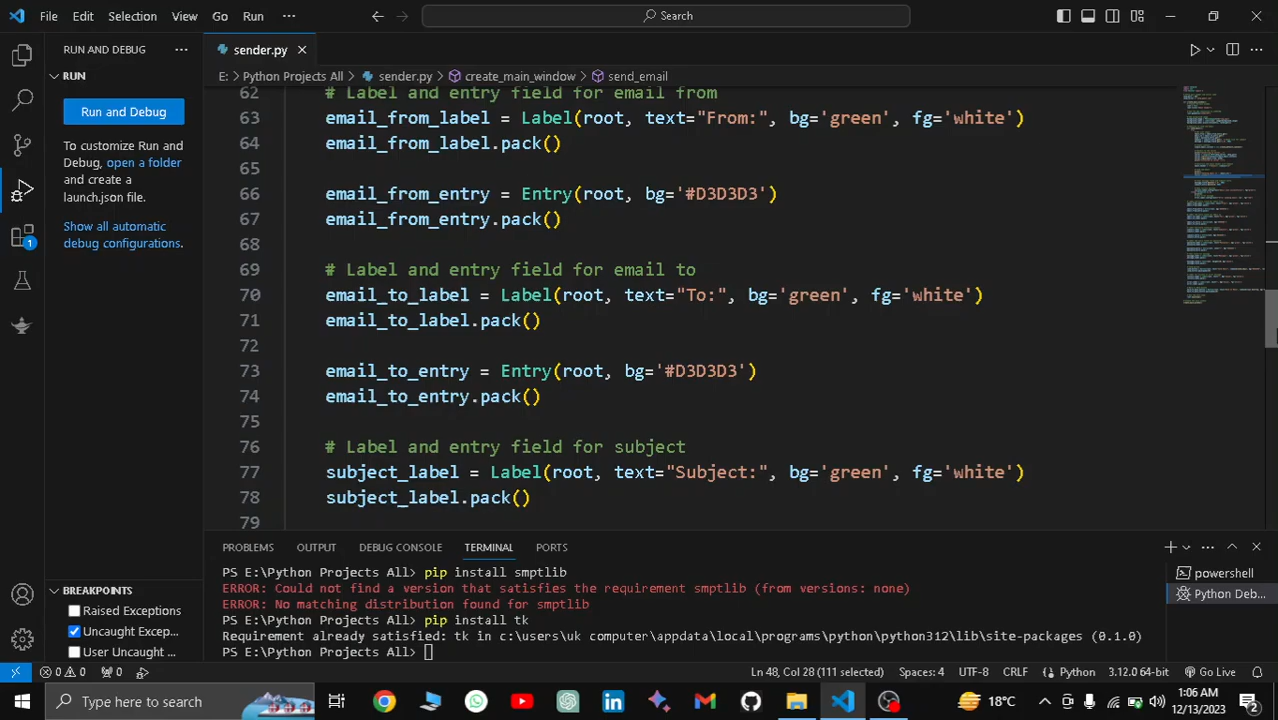 File Edit Selection View Go Run ··· Search
RUN AND DEBUG ···
sender.py
RUN
E: > Python Projects All > sender.py > create_main_window > send_email
Run and Debug
To customize Run and
Debug, open a folder
and create a
launch.json file.
Show all automatic
debug configurations.
62 # Label and entry field for email from
63 email_from_label = Label(root, text="From:", bg='green', fg='white')
64 email_from_label.pack()
65
66 email_from_entry = Entry(root, bg='#D3D3D3')
67 email_from_entry.pack()
68
69 # Label and entry field for email to
70 email_to_label = Label(root, text="To:", bg='green', fg='white')
71 email_to_label.pack()
72
73 email_to_entry = Entry(root, bg='#D3D3D3')
74 email_to_entry.pack()
75
76 # Label and entry field for subject
77 subject_label = Label(root, text="Subject:", bg='green', fg='white')
78 subject_label.pack()
79
1
BREAKPOINTS
Raised Exceptions
Uncaught Excep...
User Uncaught ...
PROBLEMS OUTPUT DEBUG CONSOLE TERMINAL PORTS
PS E:\Python Projects All> pip install smptlib
ERROR: Could not find a version that satisfies the requirement smptlib (from versions: none)
ERROR: No matching distribution found for smptlib
PS E:\Python Projects All> pip install tk
Requirement already satisfied: tk in c:\users\uk computer\appdata\local\programs\python\python312\lib\site-packages (0.1.0)
PS E:\Python Projects All>
powershell
Python Deb...
0 0 0 Ln 48, Col 28 (111 selected) Spaces: 4 UTF-8 CRLF Python 3.12.0 64-bit Go Live
Type here to search
18°C
1:06 AM
12/13/2023
2